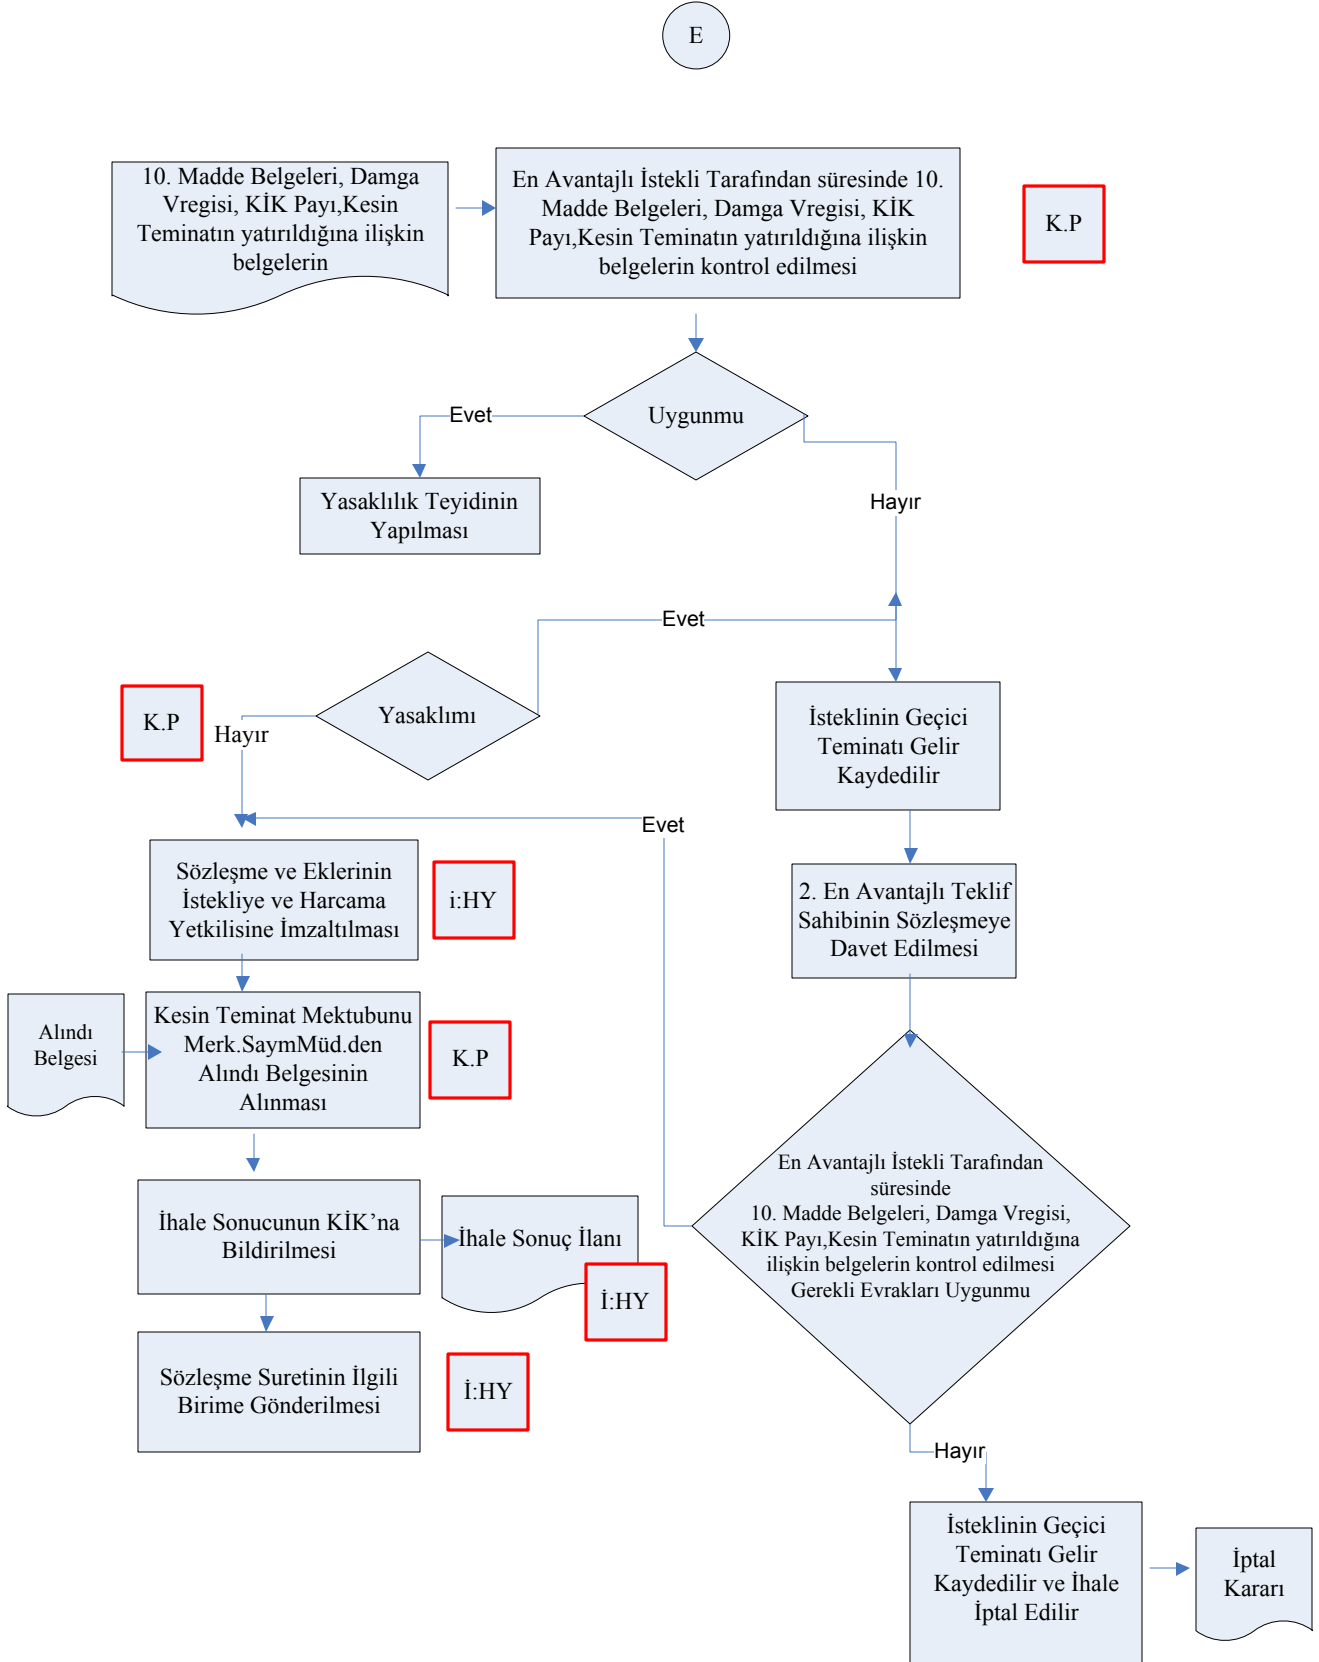 E
10. Madde Belgeleri, Damga
Vregisi, KİK Payı,Kesin
Teminatın yatırıldığına ilişkin
belgelerin
En Avantajlı İstekli Tarafından süresinde 10.
Madde Belgeleri, Damga Vregisi, KİK
Payı,Kesin Teminatın yatırıldığına ilişkin
belgelerin kontrol edilmesi
K.P
Uygunmu
Evet
Hayır
Yasaklılık Teyidinin
Yapılması
Evet
Yasaklımı
K.P
Hayır
İsteklinin Geçici
Teminatı Gelir
Kaydedilir
Evet
Sözleşme ve Eklerinin
İstekliye ve Harcama
Yetkilisine İmzaltılması
i:HY
2. En Avantajlı Teklif
Sahibinin Sözleşmeye
Davet Edilmesi
Alındı
Belgesi
Kesin Teminat Mektubunu
Merk.SaymMüd.den
Alındı Belgesinin
Alınması
K.P
En Avantajlı İstekli Tarafından
süresinde
10. Madde Belgeleri, Damga Vregisi,
KİK Payı,Kesin Teminatın yatırıldığına
ilişkin belgelerin kontrol edilmesi
Gerekli Evrakları Uygunmu
İhale Sonucunun KİK’na
Bildirilmesi
İhale Sonuç İlanı
İ:HY
Sözleşme Suretinin İlgili
Birime Gönderilmesi
İ:HY
Hayır
İsteklinin Geçici
Teminatı Gelir
Kaydedilir ve İhale
İptal Edilir
İptal
Kararı